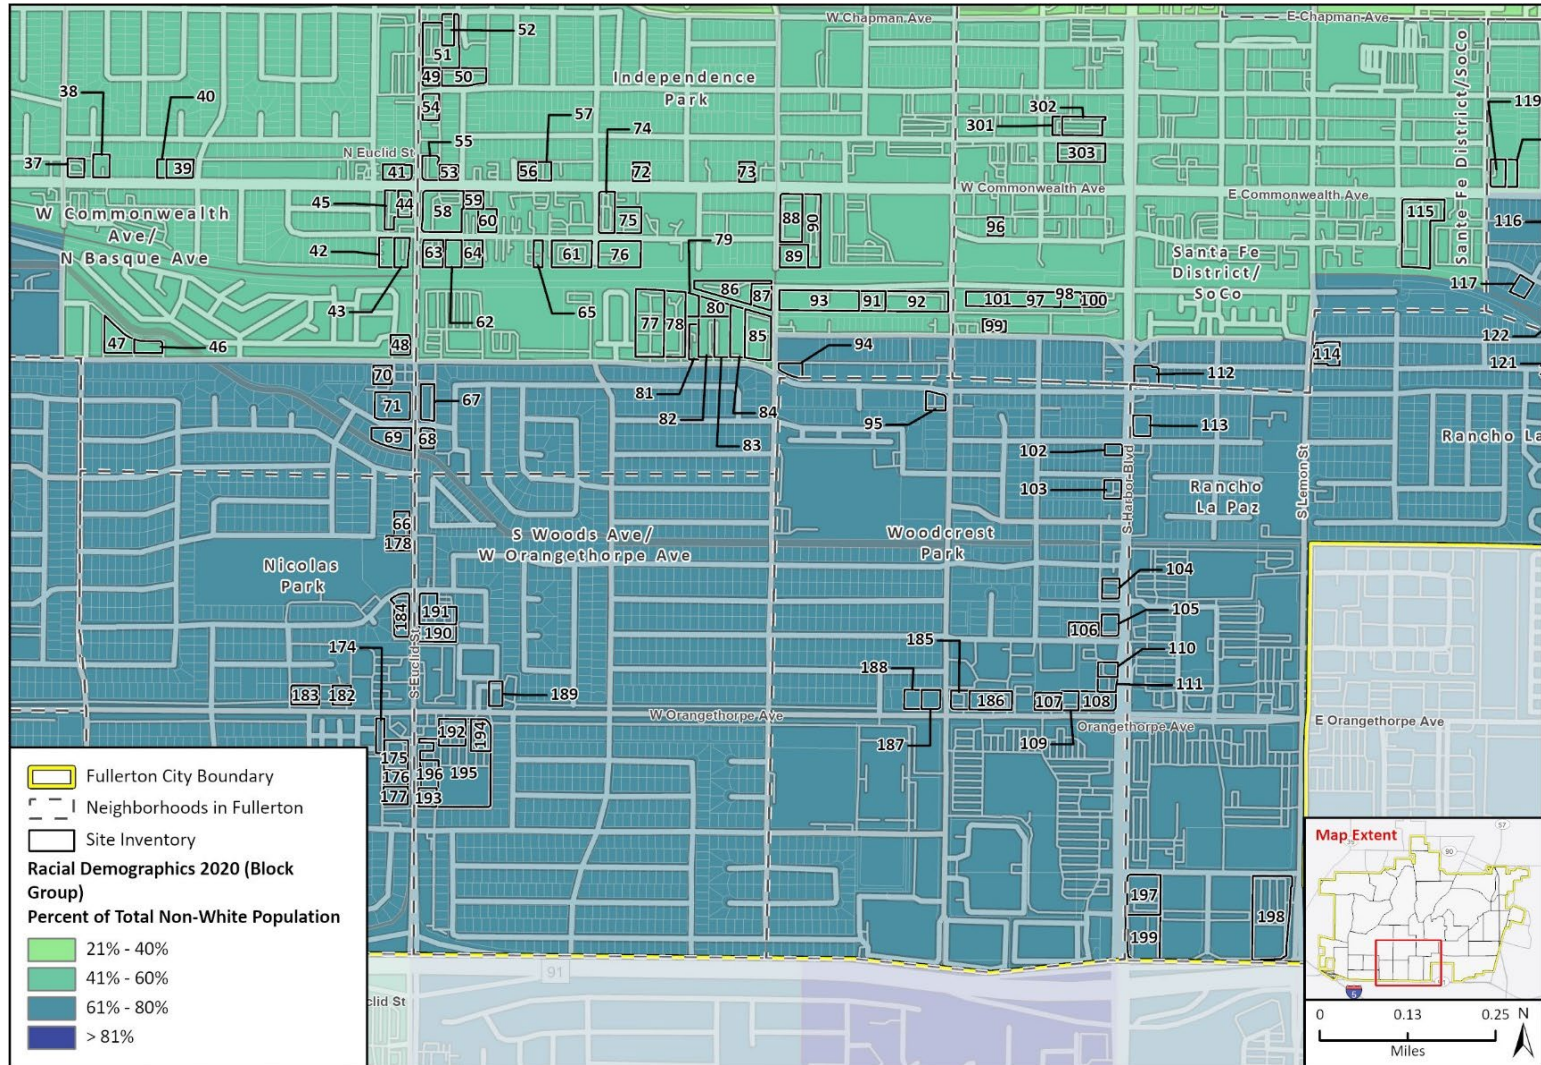 W Chapman Ave
E Chapman Ave
52
51
38
40
49
50
Independence
Park
Sante Fe District/SoCo
119
54
57
74
302
301
55
303
37
39
N Euclid St
41
53
56
72
73
W Commonwealth Ave
E Commonwealth Ave
W Commonwealth
Ave/
N Basque Ave
45
44
58
59
60
75
88
90
96
115
116
42
63
64
61
76
79
89
Santa Fe
District/
SoCo
117
43
62
65
86
87
93
91
92
101
97
98
100
77
78
80
85
99
122
47
46
48
94
114
121
70
112
71
67
81
82
83
84
95
113
69
68
102
Rancho La
103
S Harbor Blvd
Rancho
La Paz
S Lemon St
66
178
S Woods Ave/
W Orangethorpe Ave
Woodcrest
Park
Nicolas
Park
104
184
191
190
105
106
174
S Euclid St
185
188
110
111
183
182
189
186
107
108
W Orangethorpe Ave
Orangethorpe Ave
E Orangethorpe Ave
192
194
187
109
175
176
196
195
177
193
Fullerton City Boundary
Neighborhoods in Fullerton
Site Inventory
Racial Demographics 2020 (Block
Group)
Percent of Total Non-White Population
21% - 40%
41% - 60%
61% - 80%
> 81%
197
198
199
91
clid St
Map Extent
57
90
5
0
0.13
0.25
N
Miles